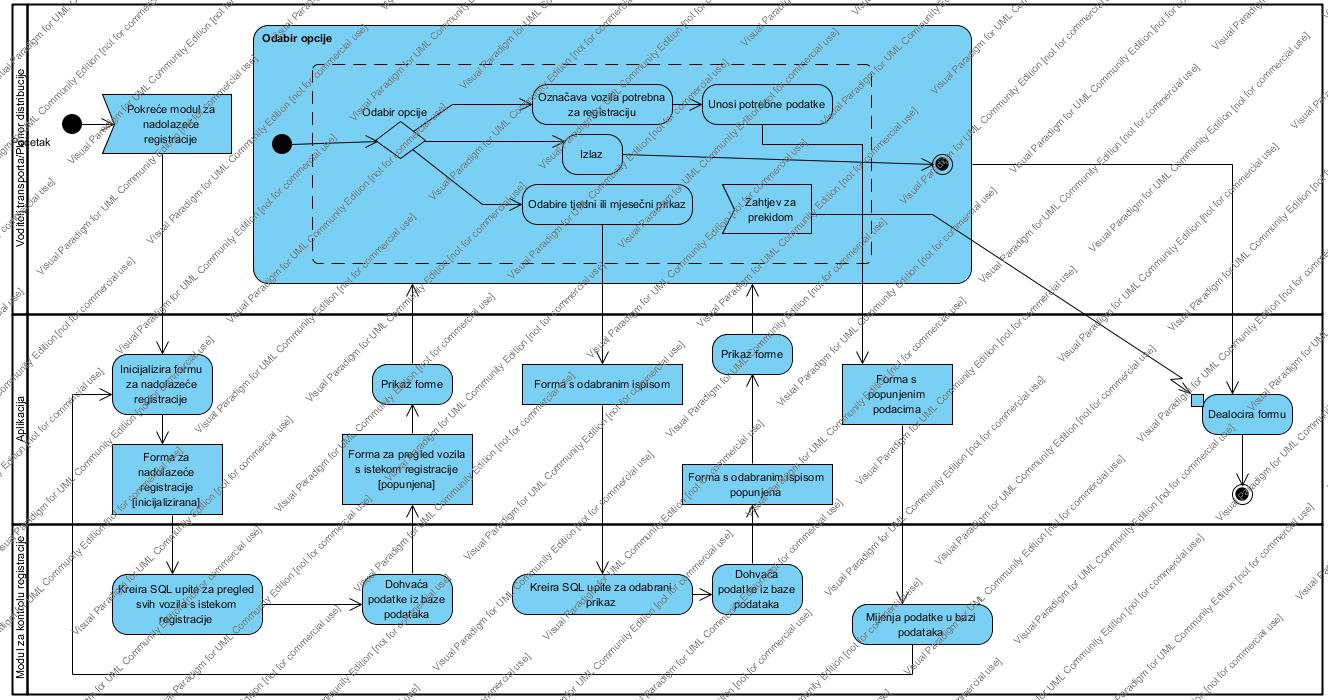 Voditelj transporta/Promor distribucije
Početak
Pokreće modul za
nadolazeće
registracije
Odabir opcije
Odabir opcije
Označava vozila potrebna
za registraciju
Unosi potrebne podatke
Izlaz
Odabire tjedni ili mjesečni prikaz
Zahtjev za
prekidom
Aplikacija
Inicijalizira formu
za nadolazeće
registracije
Forma za
nadolazeće
registracije
[inicijalizirana]
Prikaz forme
Forma za pregled vozila
s istekom registracije
[popunjena]
Forma s odabranim ispisom
Prikaz forme
Forma s odabranim ispisom
popunjena
Forma s
popunjenim
podacima
Dealocira formu
Modul za kontrolu registracije
Kreira SQL upite za pregled
svih vozila s istekom
registracije
Dohvaća
podatke iz baze
podataka
Kreira SQL upite za odabrani
prikaz
Dohvaća
podatke iz baze
podataka
Mijenja podatke u bazi
podataka
Visual Paradigm for UML Community Edition [not for commercial use]